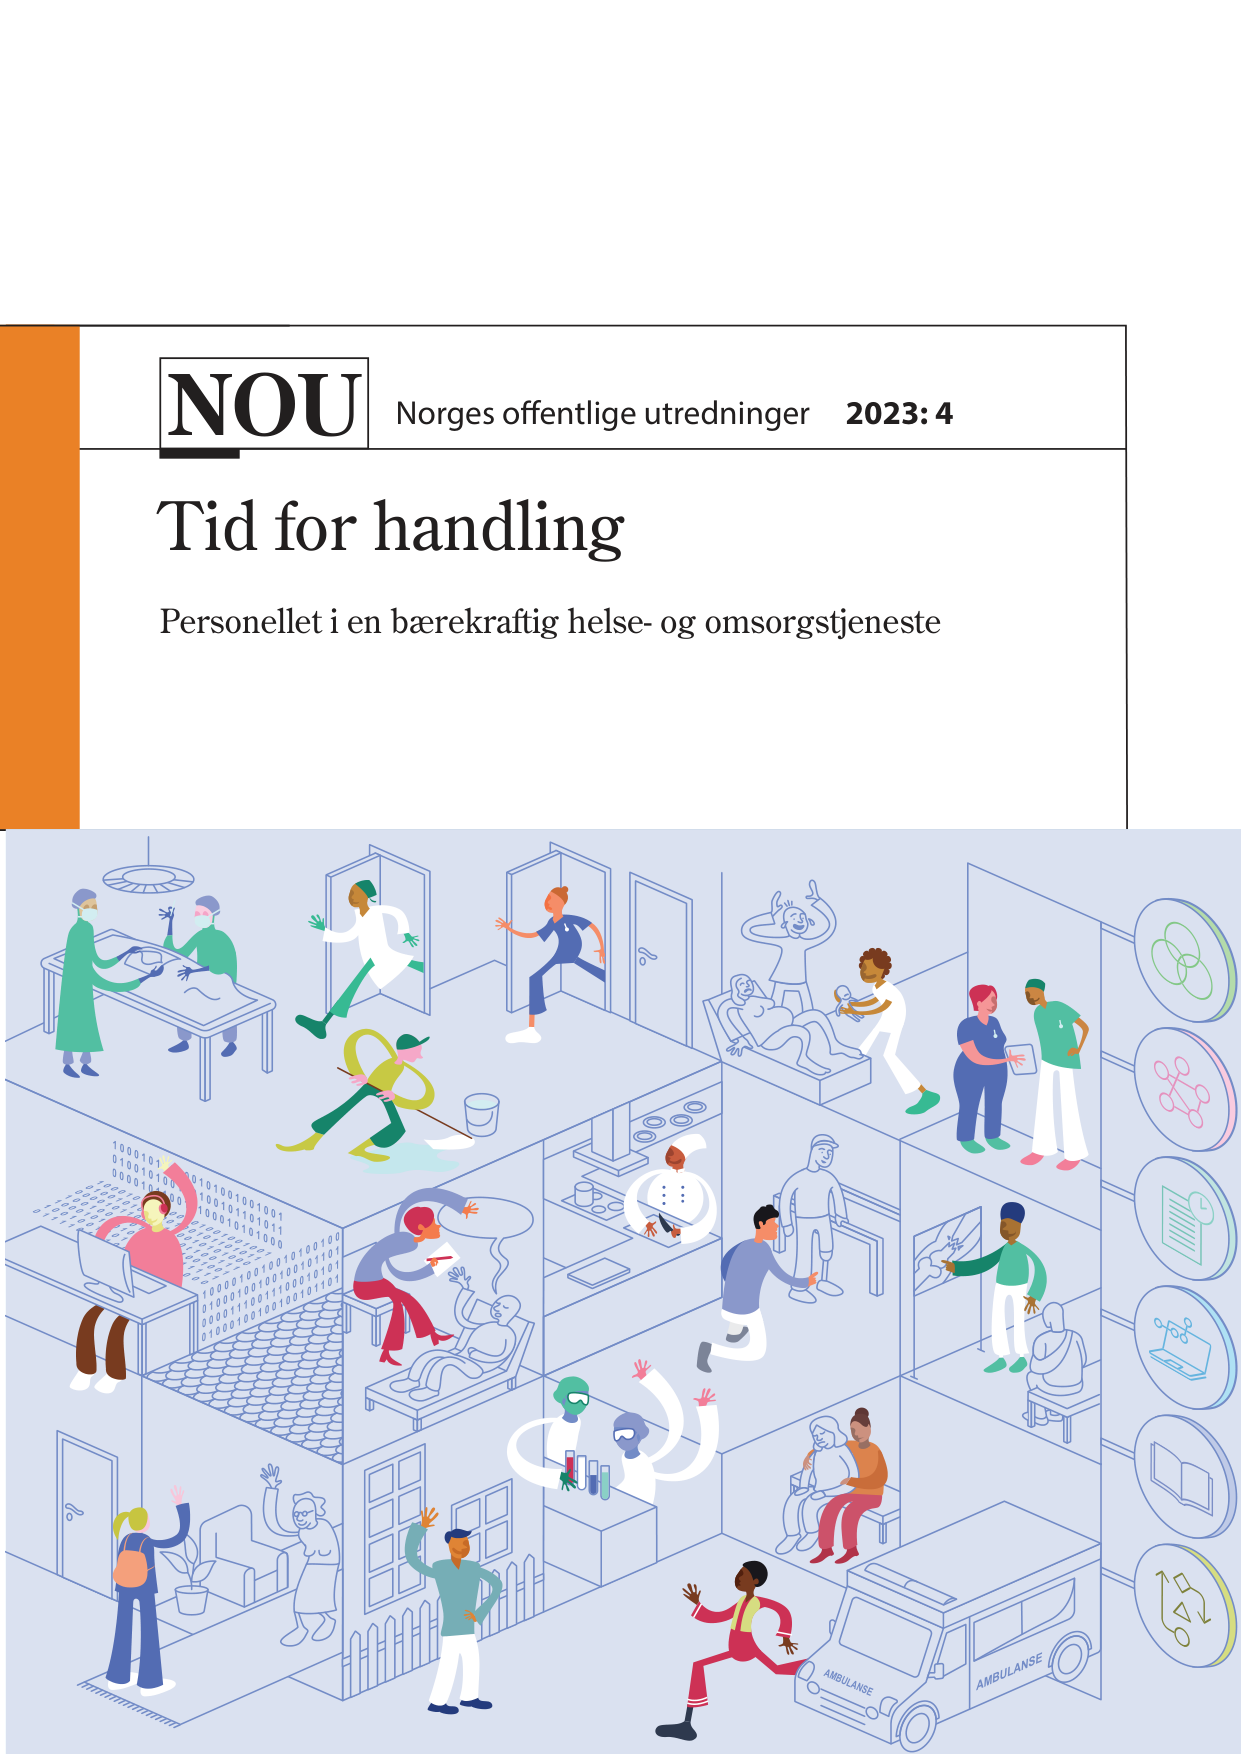 NOU
Norges offentlige utredninger 2023: 4
Tid for handling
Personellet i en bærekraftig helse- og omsorgstjeneste
AMBULANSE
AMBULANSE